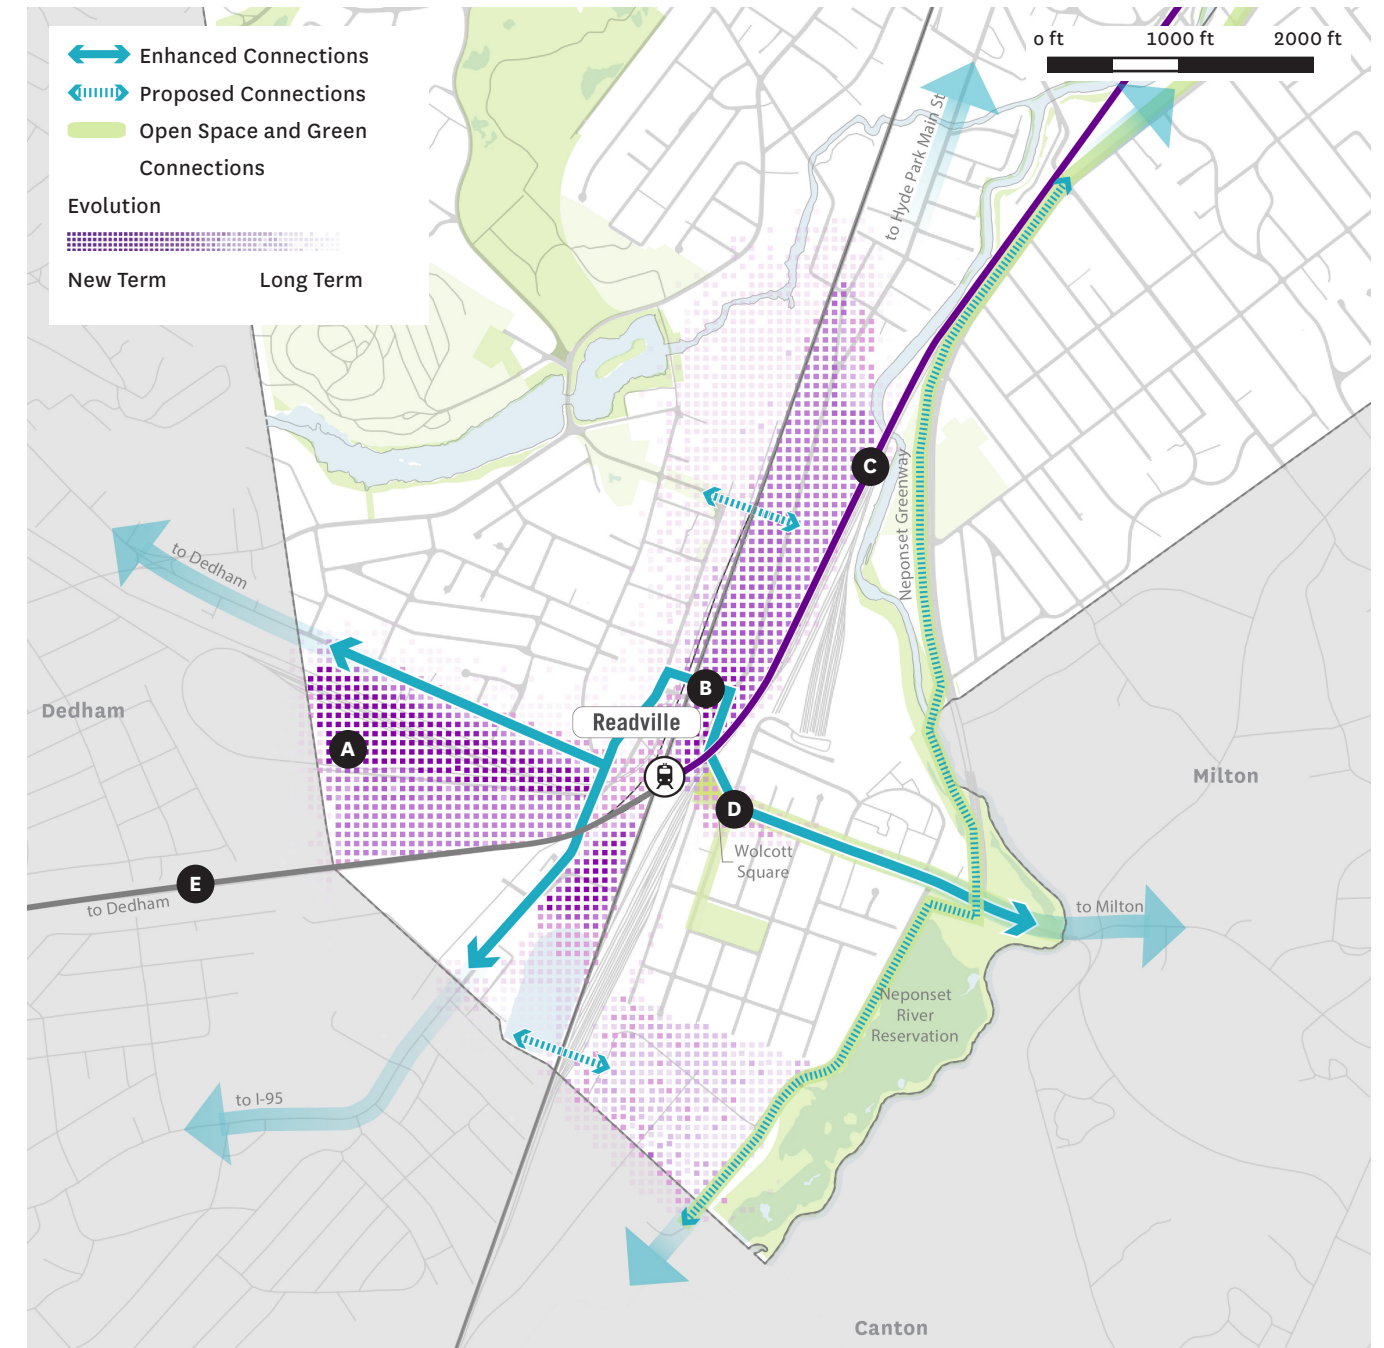 Enhanced Connections
Proposed Connections
Open Space and Green
Connections
Evolution
New Term Long Term
0 ft 1000 ft 2000 ft
to Hyde Park Main St
C
Neponset Greenway
to Dedham
B
Dedham
Readville
A
Milton
D
Wolcott
Square
E
to Dedham
to Milton
Neponset
River
Reservation
to I-95
Canton